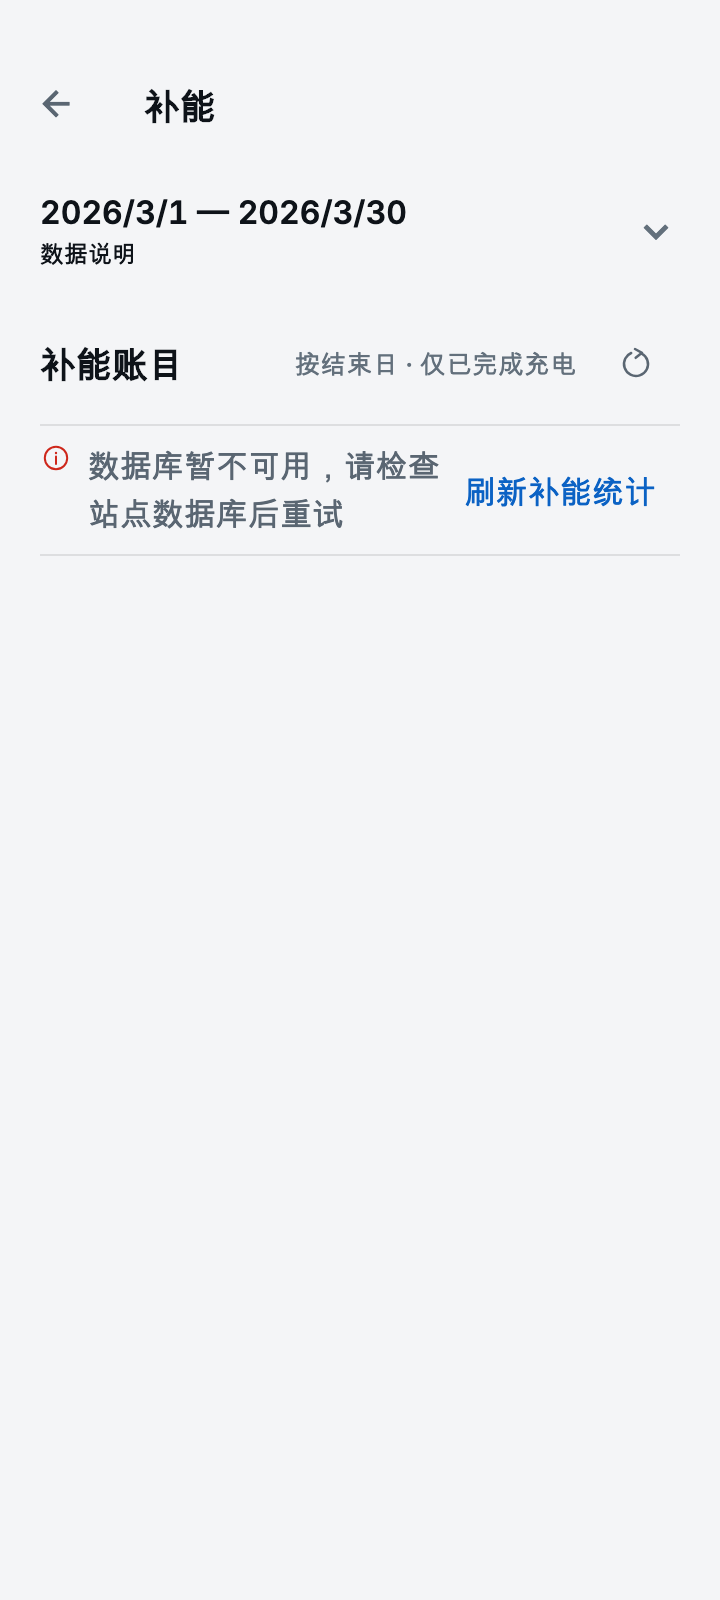 补能
2026/3/1 — 2026/3/30
数据说明
补能账目
按结束日 · 仅已完成充电
数据库暂不可用，请检查
站点数据库后重试
刷新补能统计